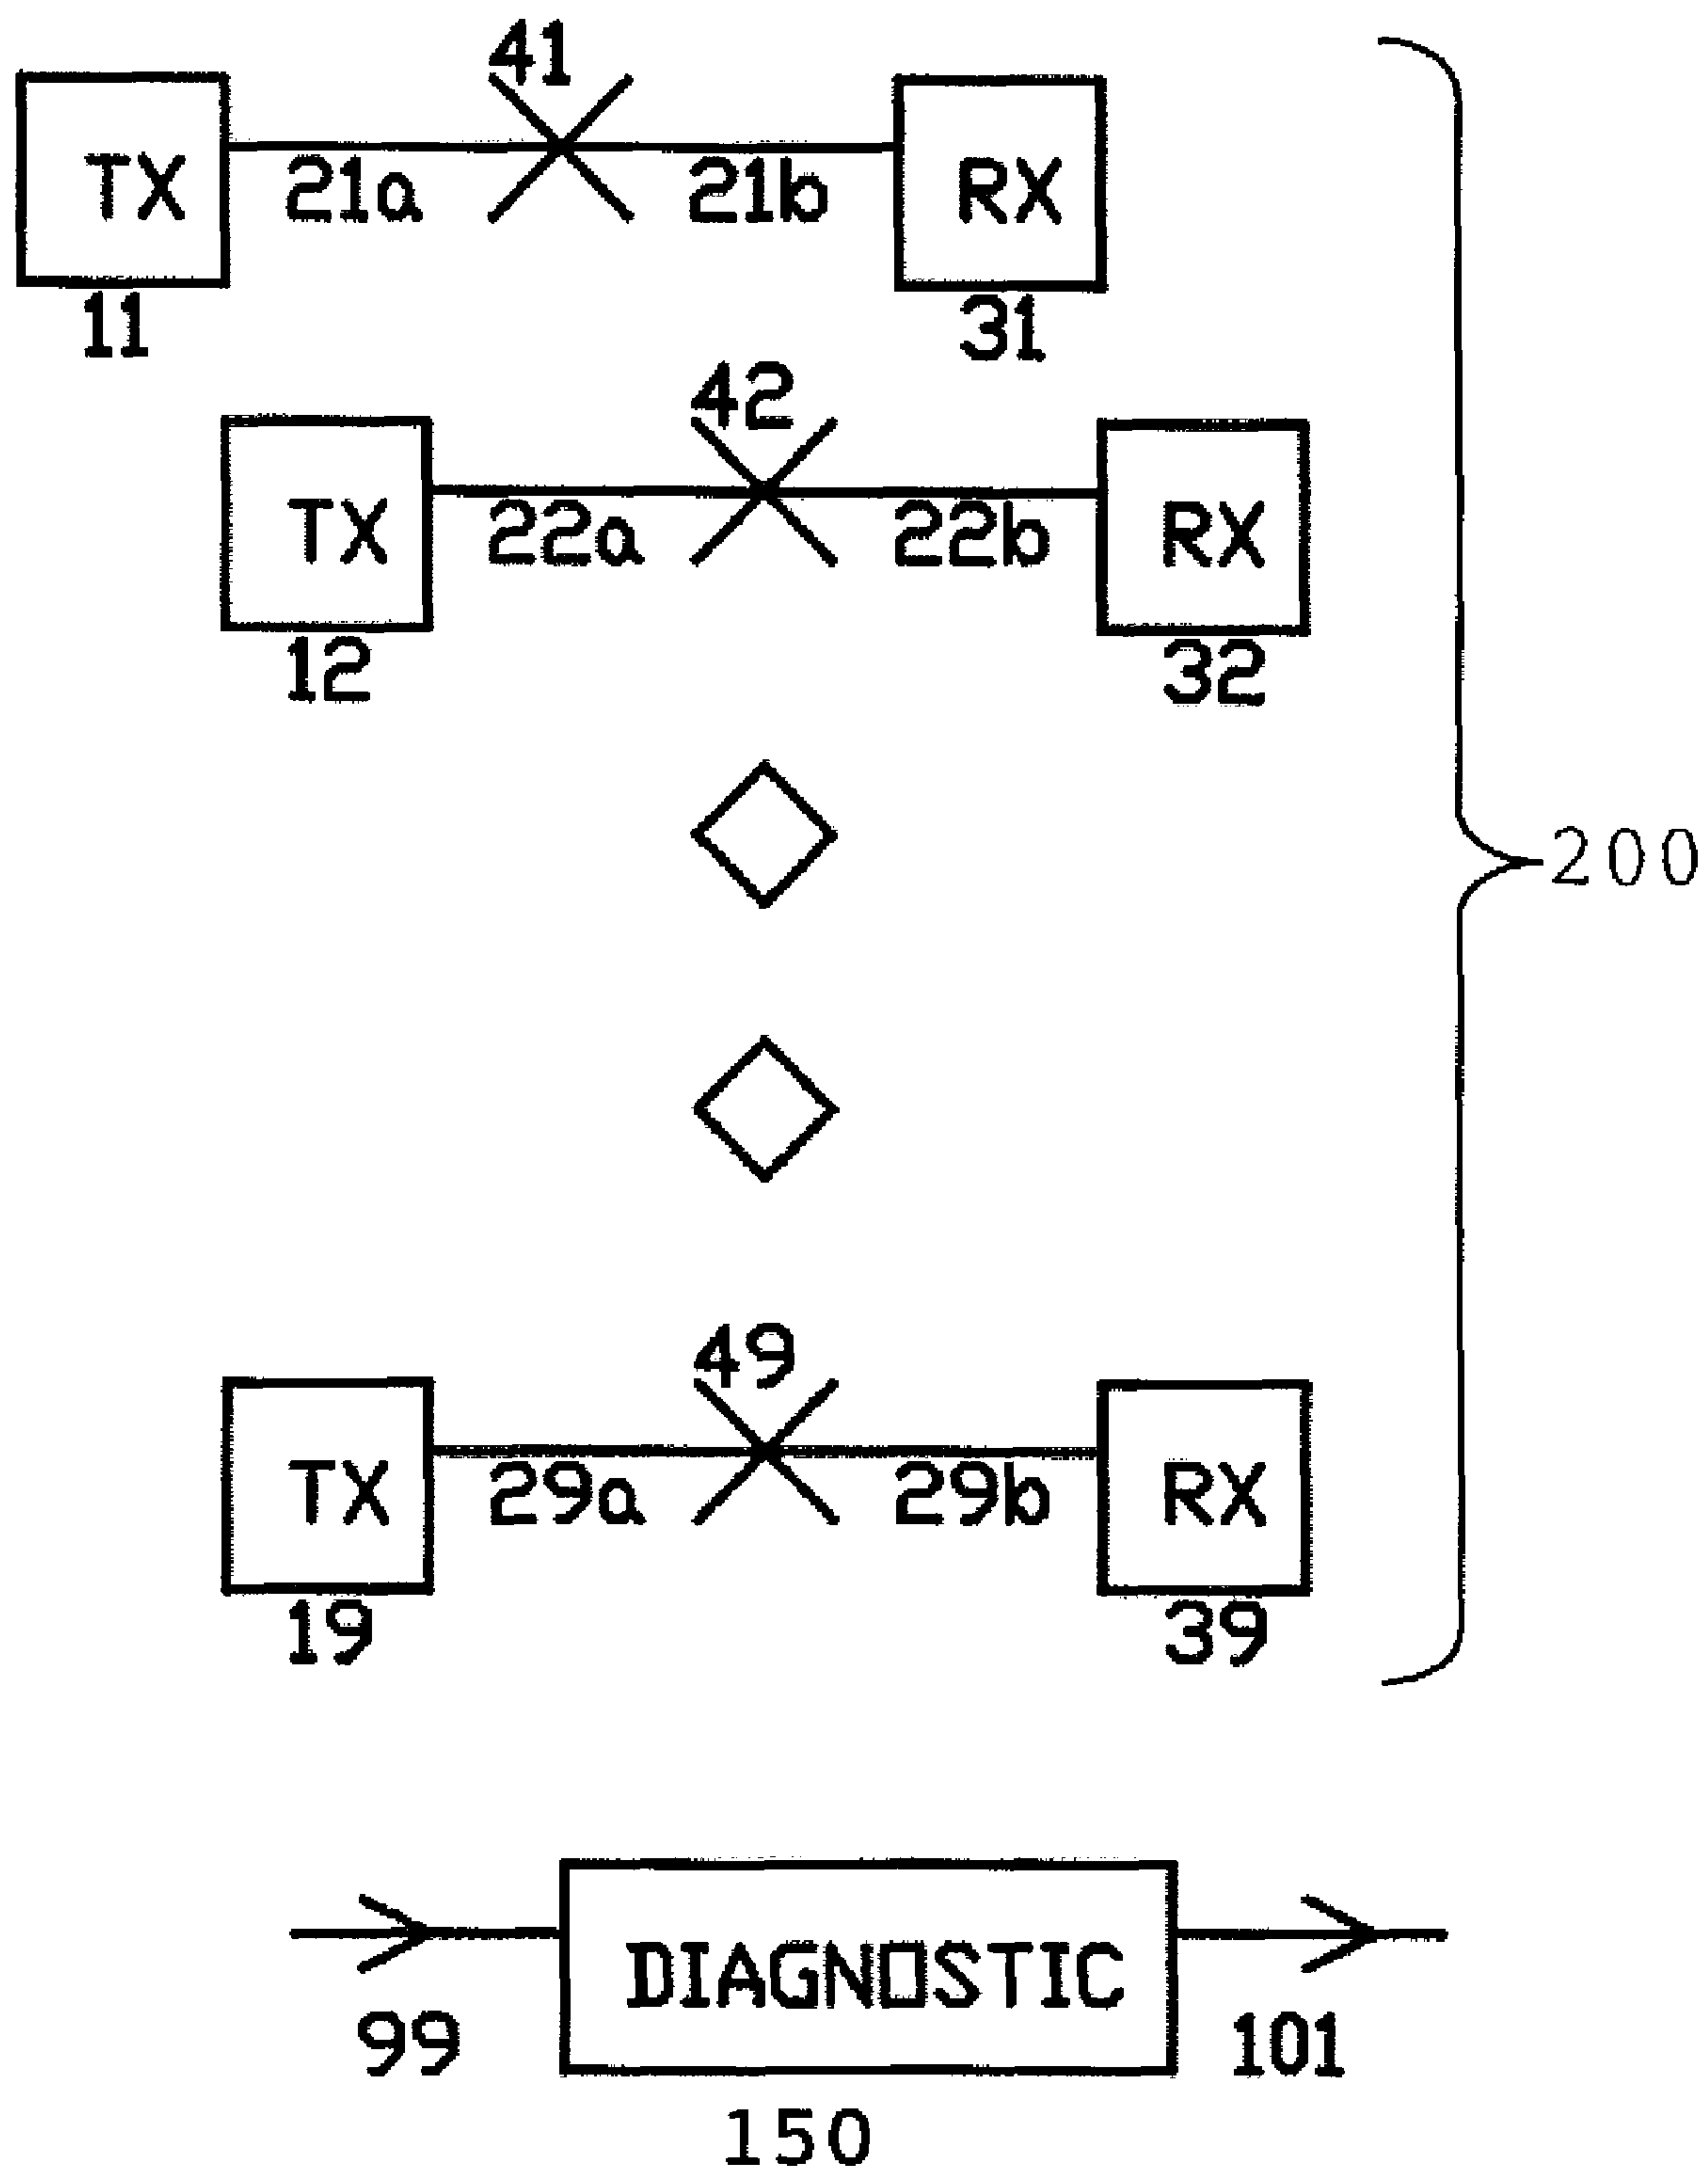 41
TX 21a 21b RX
11 31
42
TX 22a 22b RX
12 32
200
49
TX 29a 29b RX
19 39
DIAGNOSTIC
99 101
150